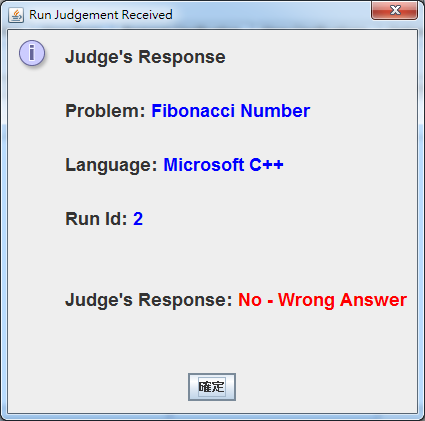 Run Judgement Received
Judge's Response
Problem: Fibonacci Number
Language: Microsoft C++
Run Id: 2
Judge's Response: No - Wrong Answer
確定